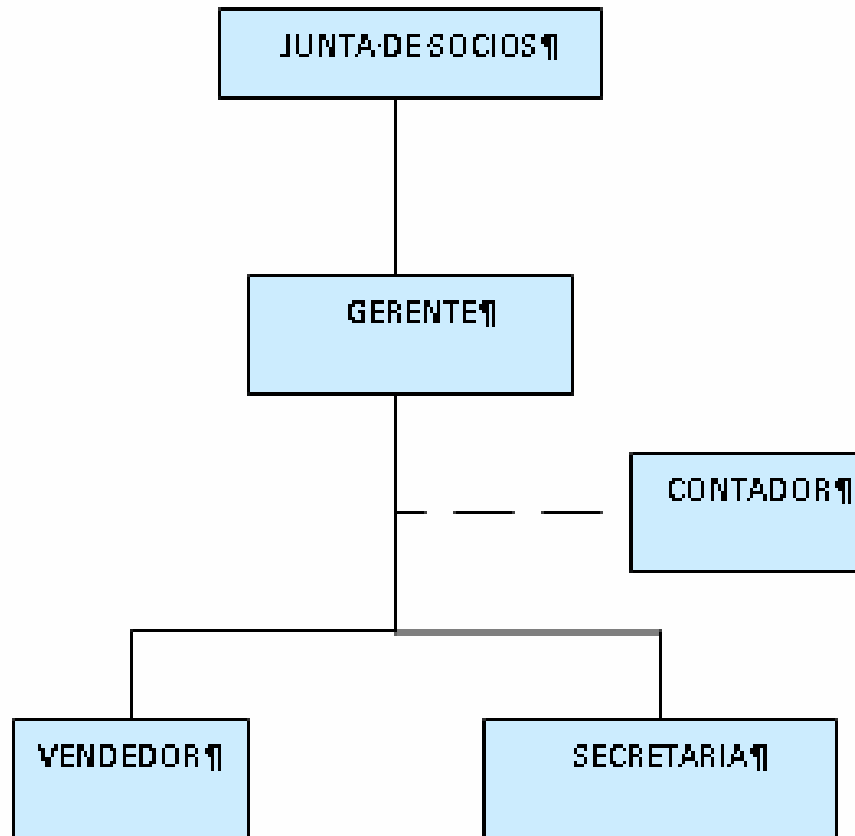 JUNTA·DE·SOCIOS¶
GERENTE¶
CONTADOR¶
VENDEDOR¶
SECRETARIA¶